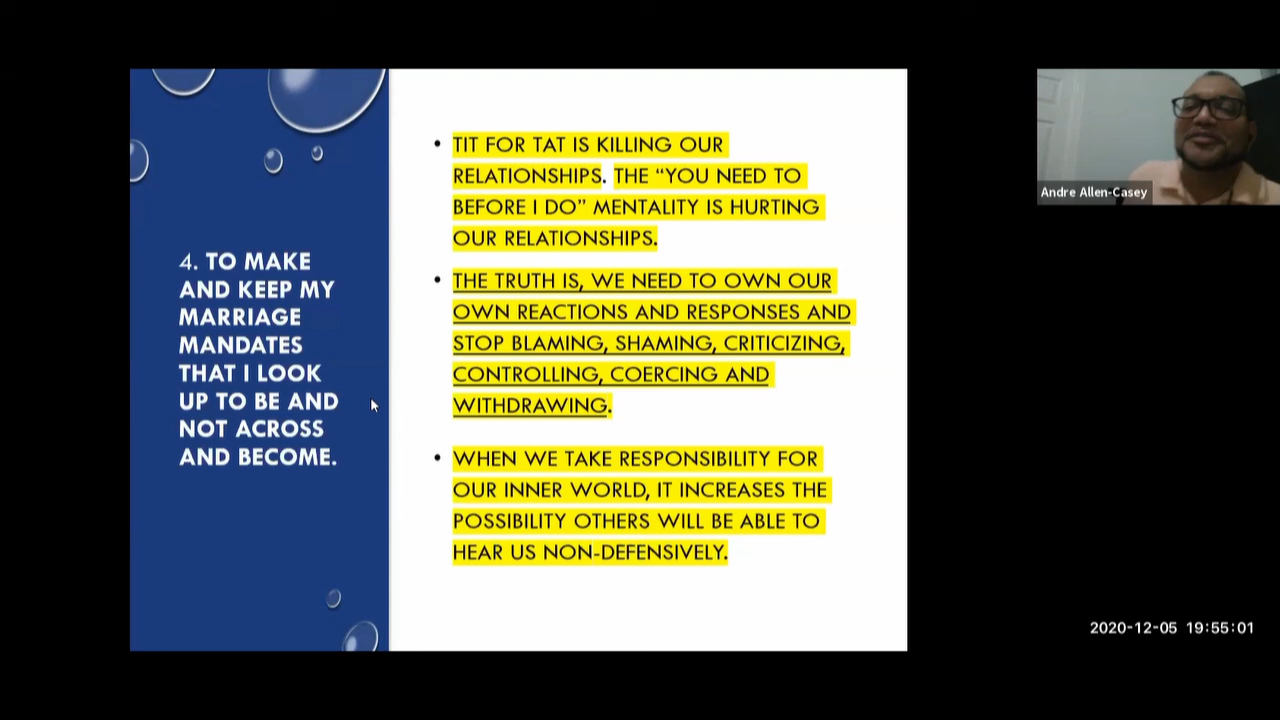 4. TO MAKE
AND KEEP MY
MARRIAGE
MANDATES
THAT I LOOK
UP TO BE AND
NOT ACROSS
AND BECOME.
• TIT FOR TAT IS KILLING OUR
RELATIONSHIPS. THE “YOU NEED TO
BEFORE I DO” MENTALITY IS HURTING
OUR RELATIONSHIPS.
• THE TRUTH IS, WE NEED TO OWN OUR
OWN REACTIONS AND RESPONSES AND
STOP BLAMING, SHAMING, CRITICIZING,
CONTROLLING, COERCING AND
WITHDRAWING.
• WHEN WE TAKE RESPONSIBILITY FOR
OUR INNER WORLD, IT INCREASES THE
POSSIBILITY OTHERS WILL BE ABLE TO
HEAR US NON-DEFENSIVELY.
Andre Allen-Casey
2020-12-05 19:55:01